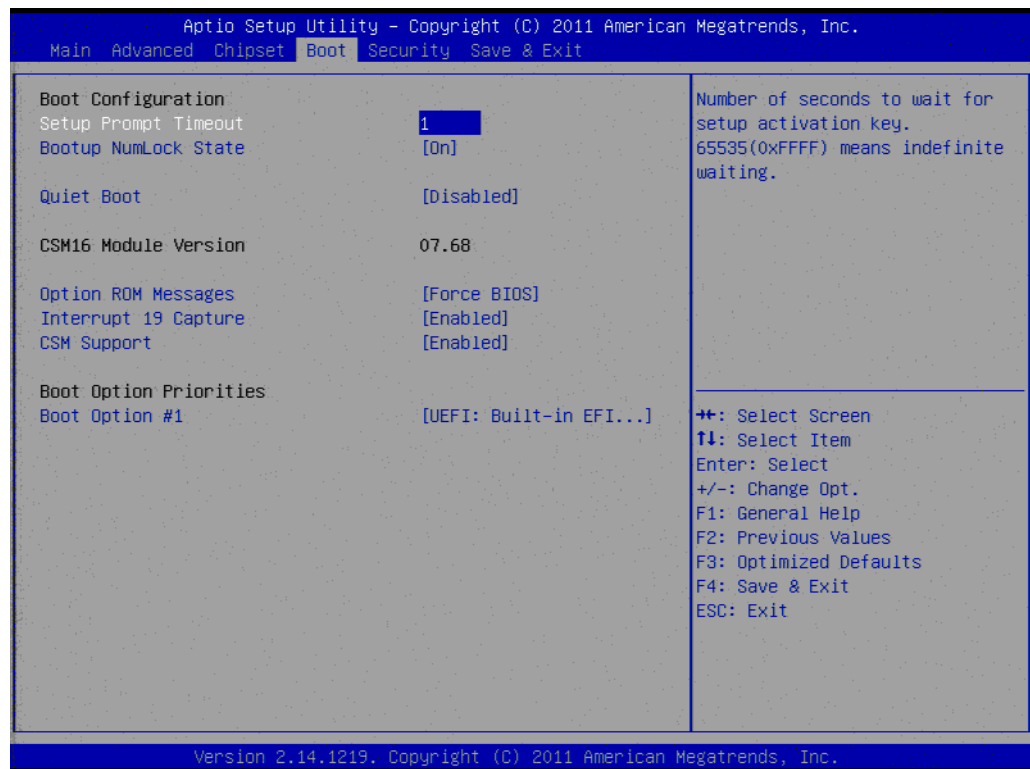 Aptio Setup Utility – Copyright (C) 2011 American Megatrends, Inc.
Main Advanced Chipset Boot Security Save & Exit
Boot Configuration
Setup Prompt Timeout 1
Bootup NumLock State [On]
Quiet Boot [Disabled]
CSM16 Module Version 07.68
Option ROM Messages [Force BIOS]
Interrupt 19 Capture [Enabled]
CSM Support [Enabled]
Boot Option Priorities
Boot Option #1 [UEFI: Built-in EFI...]
Number of seconds to wait for
setup activation key.
65535(0xFFFF) means indefinite
waiting.
→←: Select Screen
↑↓: Select Item
Enter: Select
+/-: Change Opt.
F1: General Help
F2: Previous Values
F3: Optimized Defaults
F4: Save & Exit
ESC: Exit
Version 2.14.1219. Copyright (C) 2011 American Megatrends, Inc.